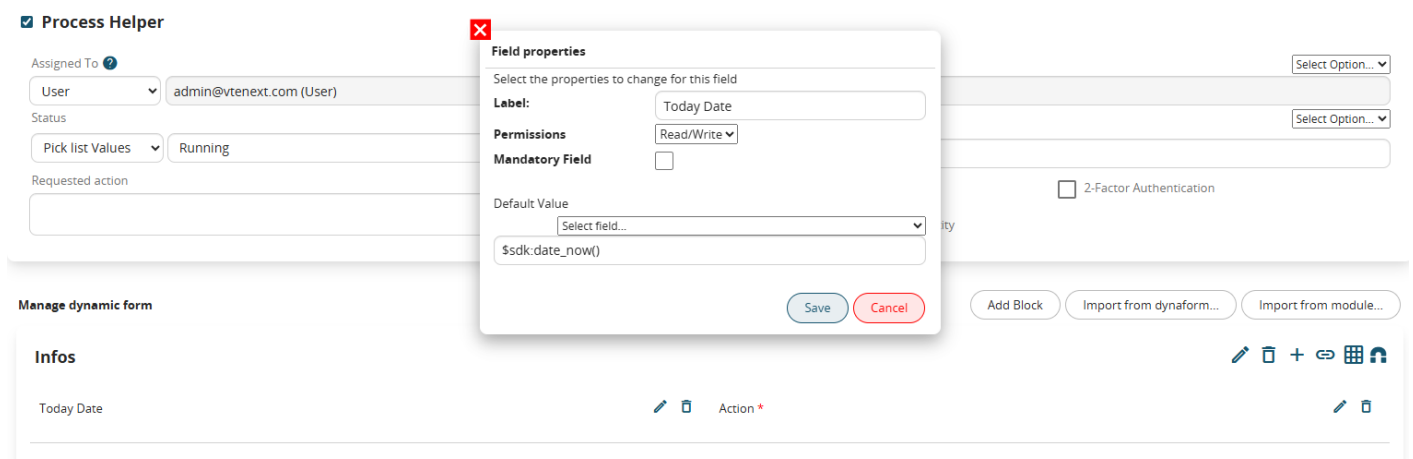 Process Helper
Assigned To ?
Select Option...
User
admin@vtenext.com (User)
Status
Select Option...
Pick list Values
Running
Requested action
2-Factor Authentication
ity
Field properties
Select the properties to change for this field
Label:
Today Date
Permissions
Read/Write
Mandatory Field
Default Value
Select field...
$sdk:date_now()
Save
Cancel
Manage dynamic form
Add Block
Import from dynaform...
Import from module...
Infos
Today Date
Action *